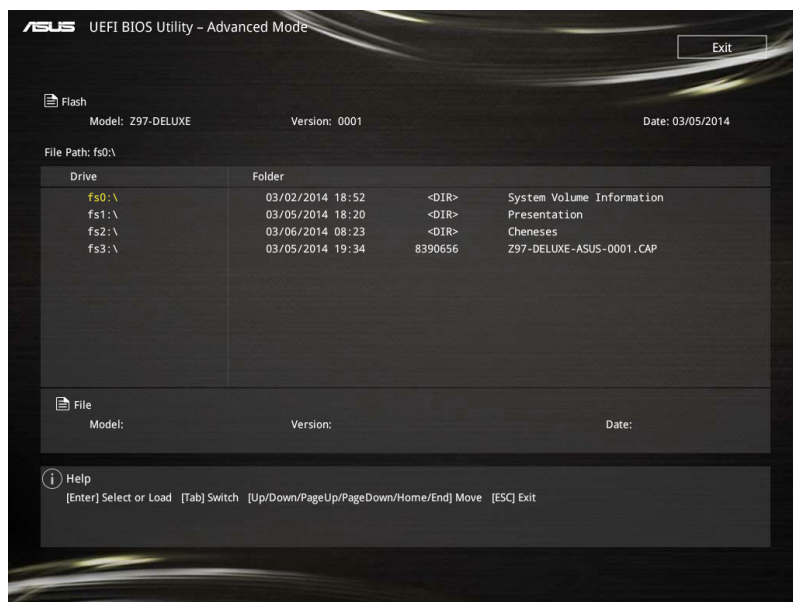 ASUS UEFI BIOS Utility – Advanced Mode
Exit
Flash
Model: Z97-DELUXE Version: 0001 Date: 03/05/2014
File Path: fs0:\
Drive Folder
fs0:\ 03/02/2014 18:52 <DIR> System Volume Information
fs1:\ 03/05/2014 18:20 <DIR> Presentation
fs2:\ 03/06/2014 08:23 <DIR> Cheneses
fs3:\ 03/05/2014 19:34 8390656 Z97-DELUXE-ASUS-0001.CAP
File
Model: Version: Date:
Help
[Enter] Select or Load [Tab] Switch [Up/Down/PageUp/PageDown/Home/End] Move [ESC] Exit